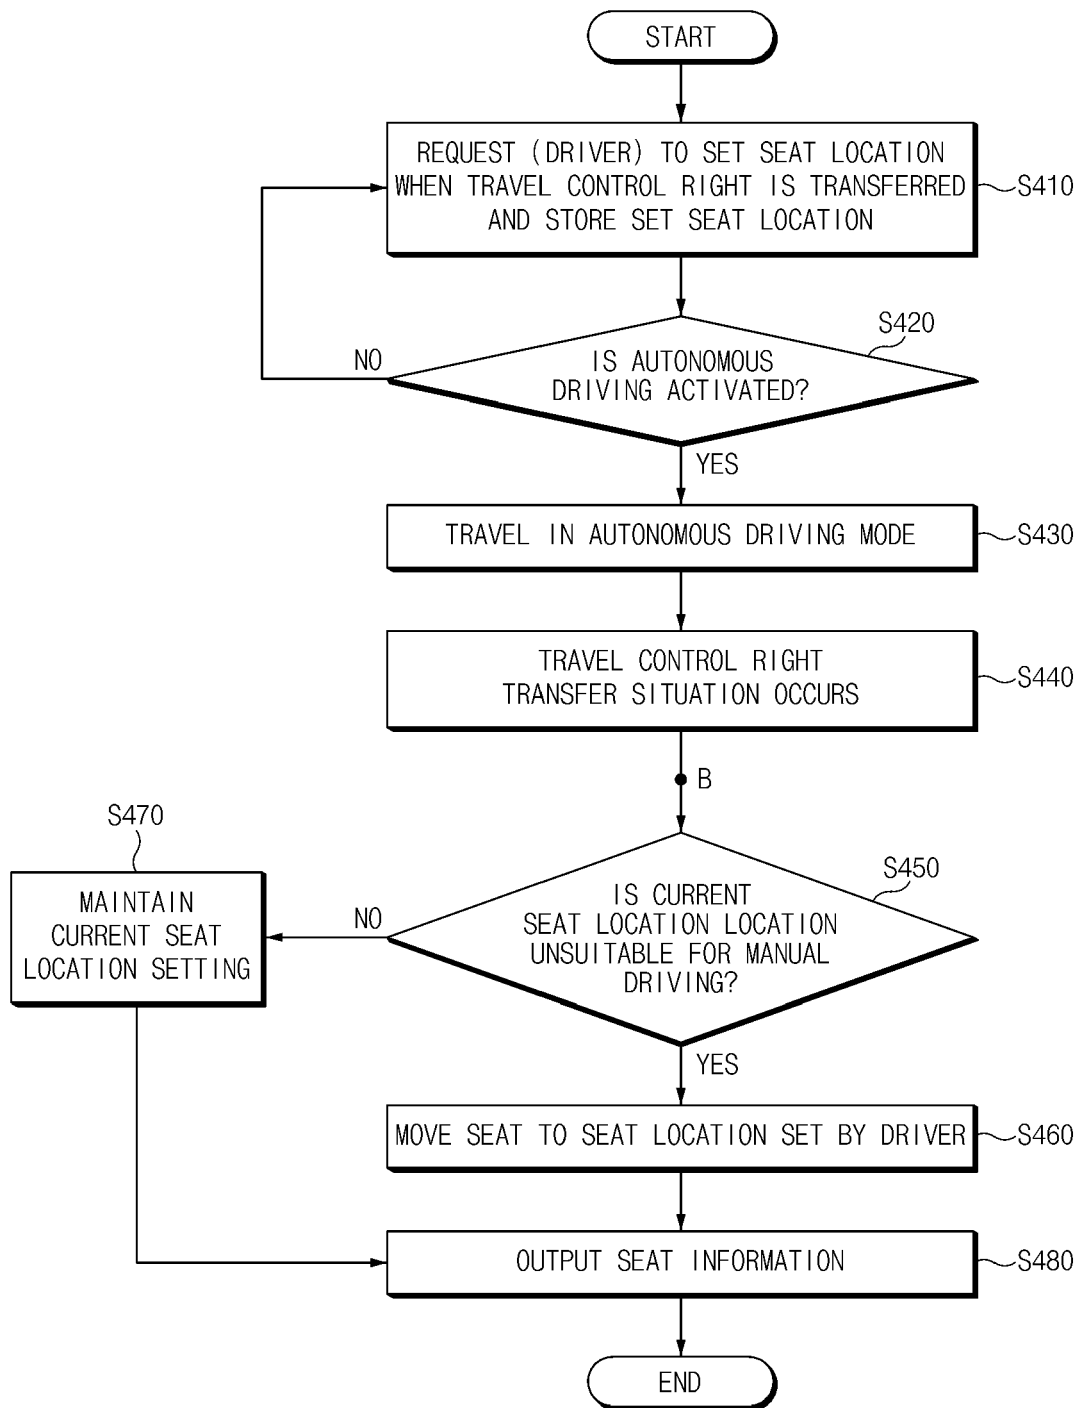 START
REQUEST (DRIVER) TO SET SEAT LOCATION
WHEN TRAVEL CONTROL RIGHT IS TRANSFERRED
AND STORE SET SEAT LOCATION
S410
S420
NO
IS AUTONOMOUS
DRIVING ACTIVATED?
YES
TRAVEL IN AUTONOMOUS DRIVING MODE
S430
TRAVEL CONTROL RIGHT
TRANSFER SITUATION OCCURS
S440
B
S470
S450
MAINTAIN
CURRENT SEAT
LOCATION SETTING
NO
IS CURRENT
SEAT LOCATION LOCATION
UNSUITABLE FOR MANUAL
DRIVING?
YES
MOVE SEAT TO SEAT LOCATION SET BY DRIVER
S460
OUTPUT SEAT INFORMATION
S480
END